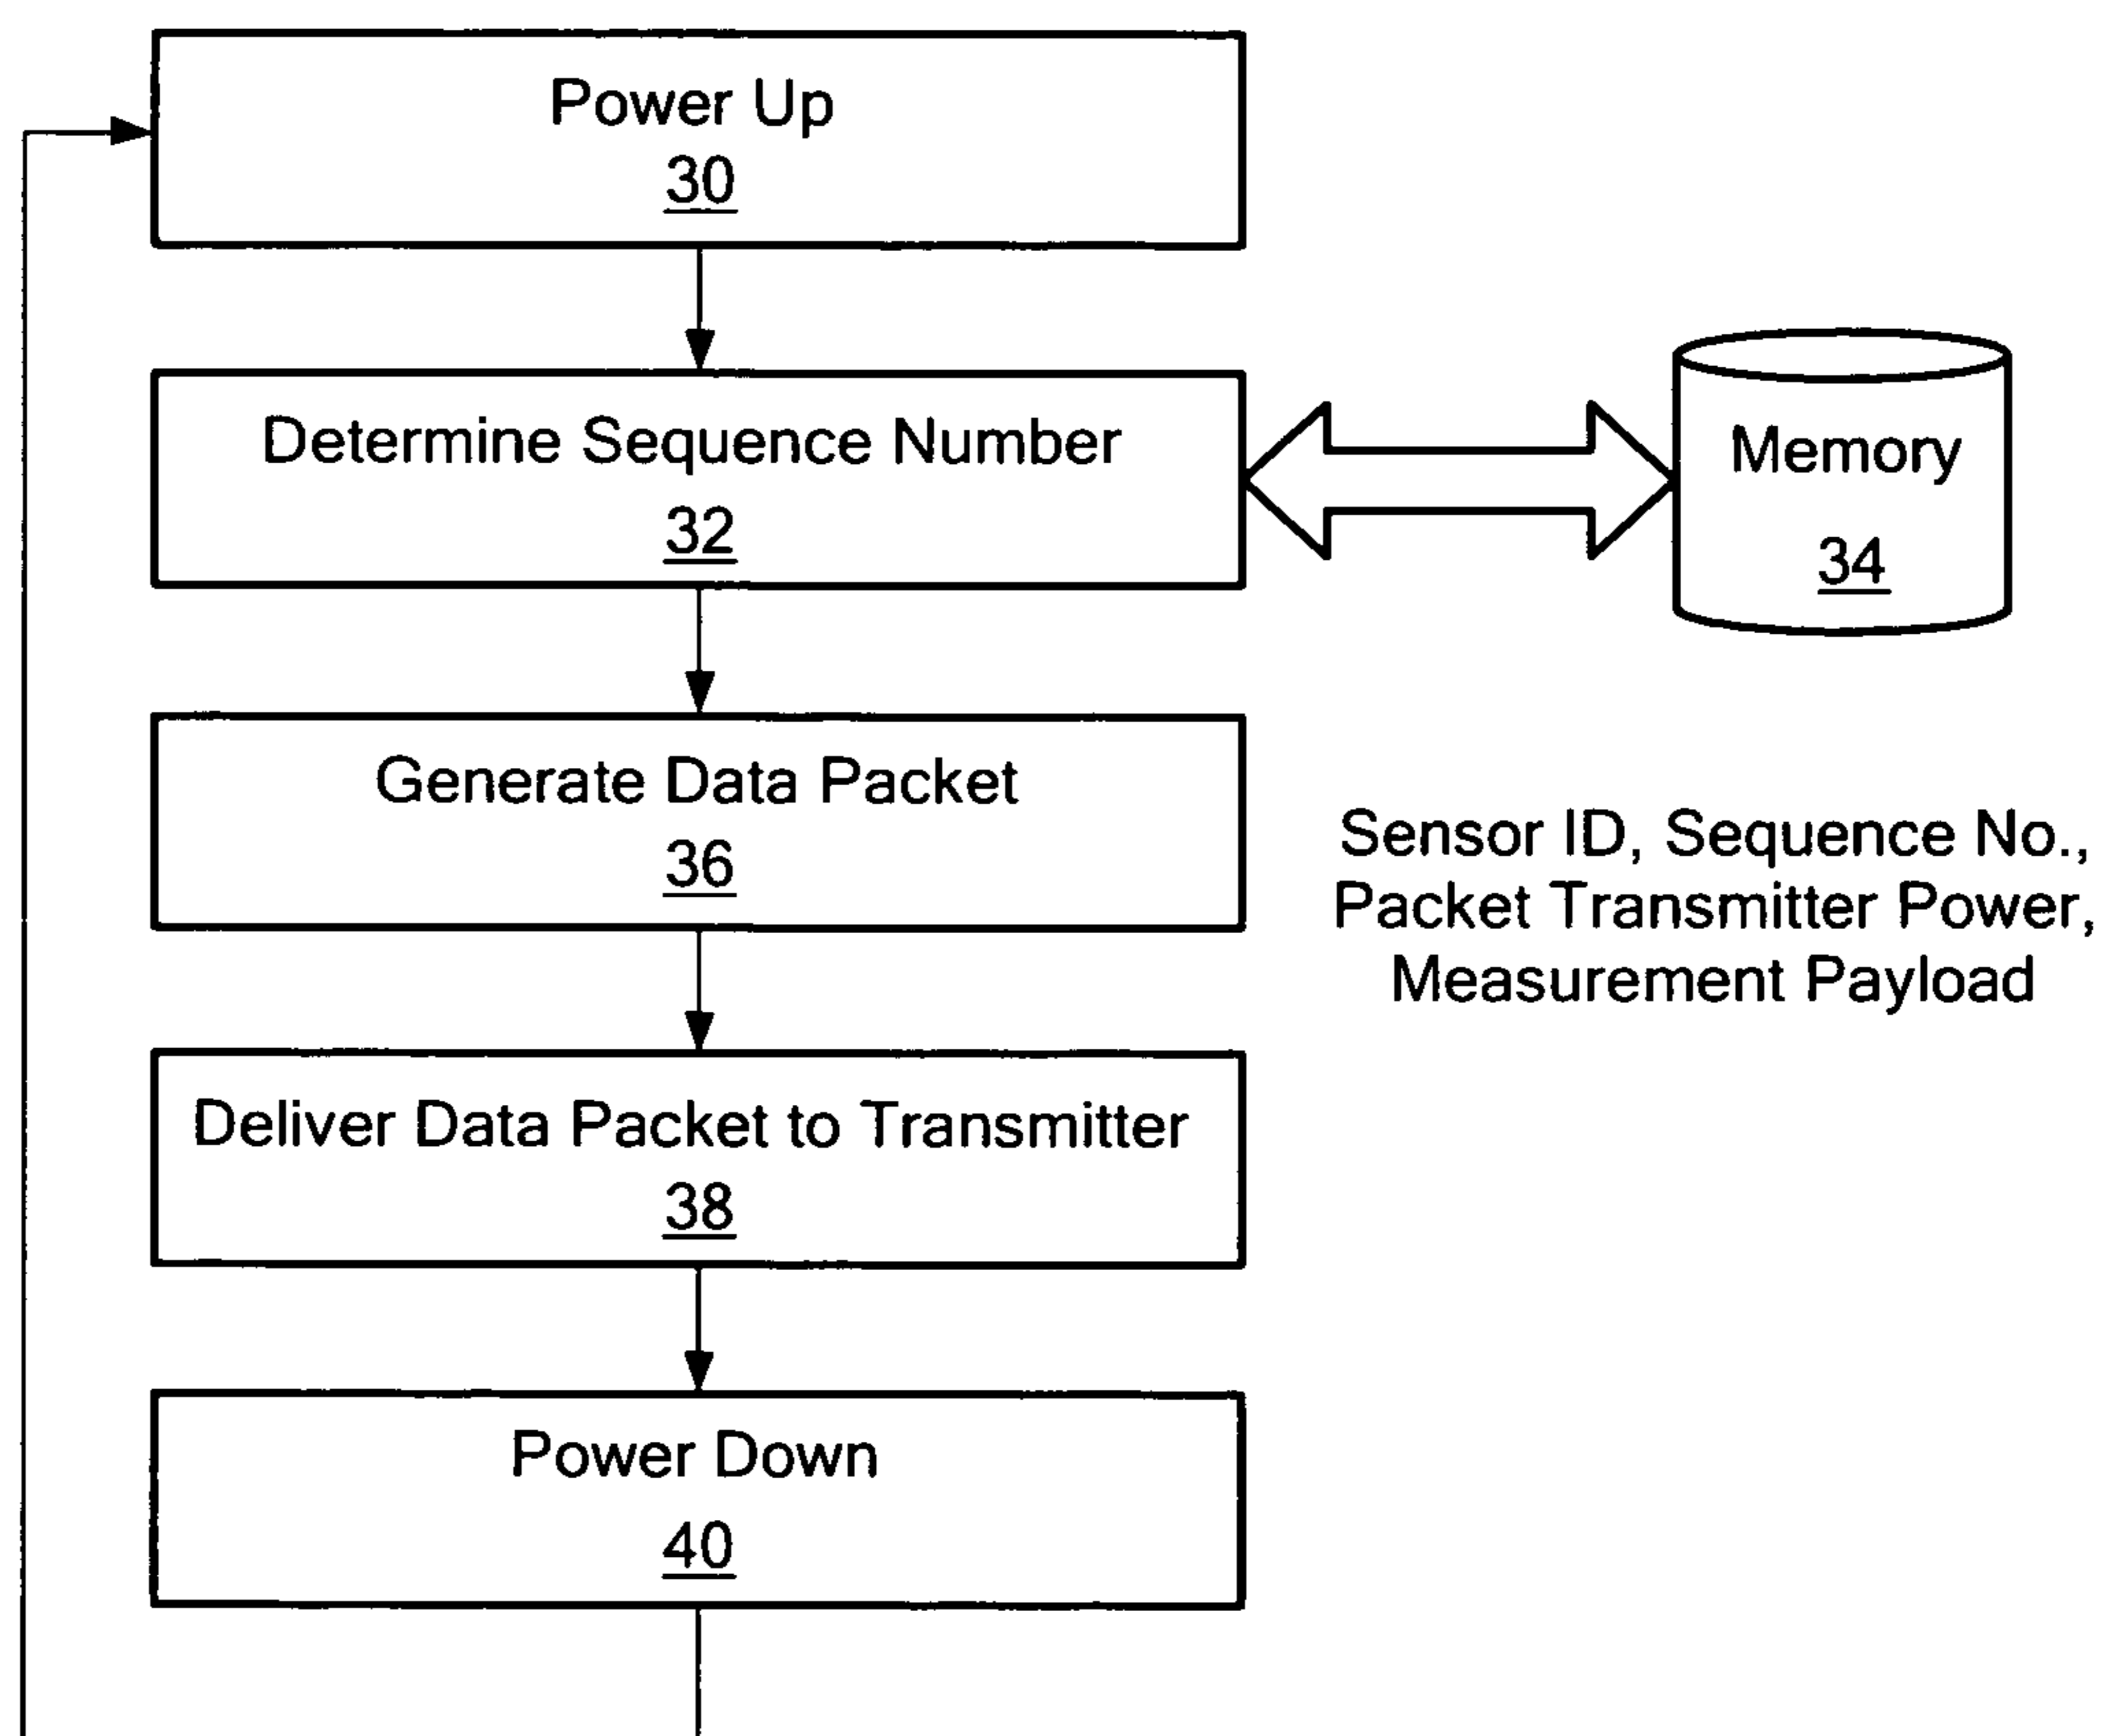 Power Up
30
Determine Sequence Number
32
Memory
34
Generate Data Packet
36
Sensor ID, Sequence No.,
Packet Transmitter Power,
Measurement Payload
Deliver Data Packet to Transmitter
38
Power Down
40